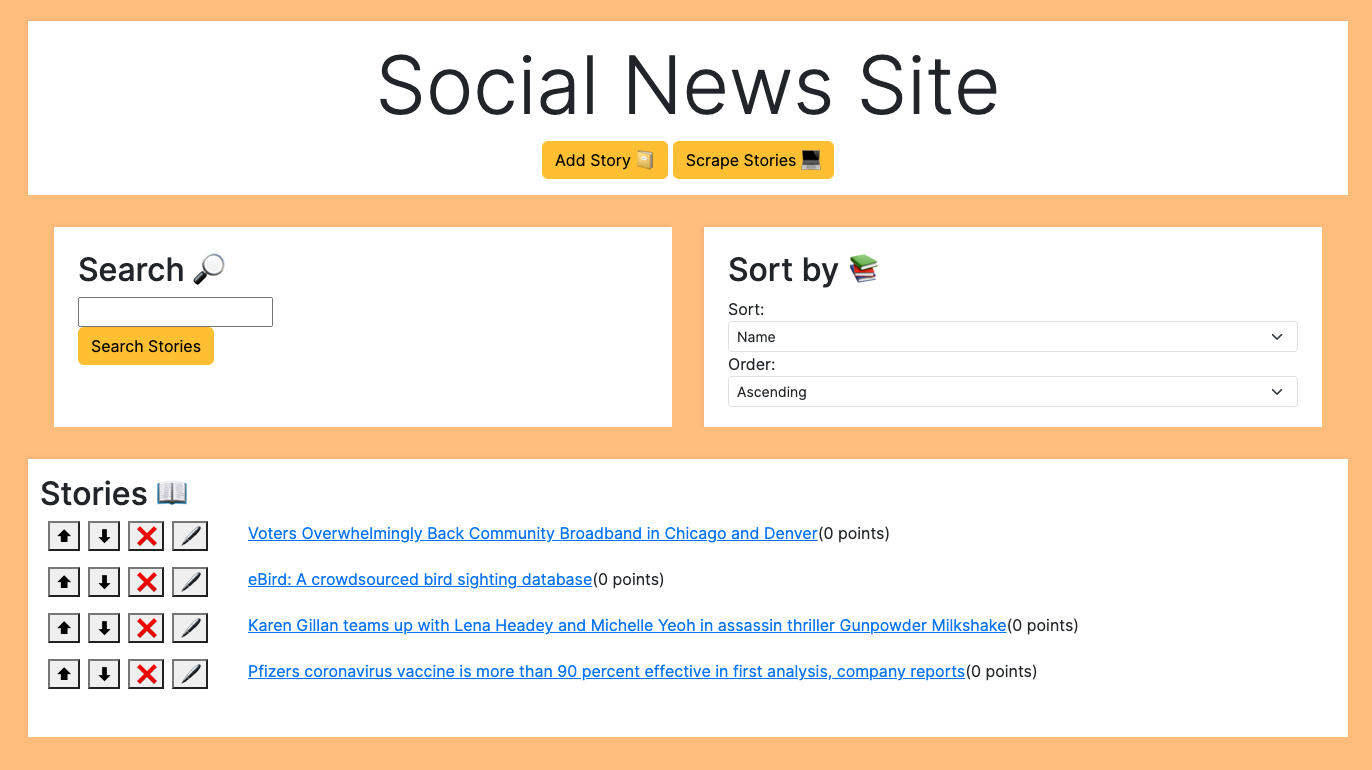 Social News Site
Add Story
Scrape Stories
Search
Search Stories
Sort by
Sort:
Name
Order:
Ascending
Stories
Voters Overwhelmingly Back Community Broadband in Chicago and Denver(0 points)
eBird: A crowdsourced bird sighting database(0 points)
Karen Gillan teams up with Lena Headey and Michelle Yeoh in assassin thriller Gunpowder Milkshake(0 points)
Pfizers coronavirus vaccine is more than 90 percent effective in first analysis, company reports(0 points)